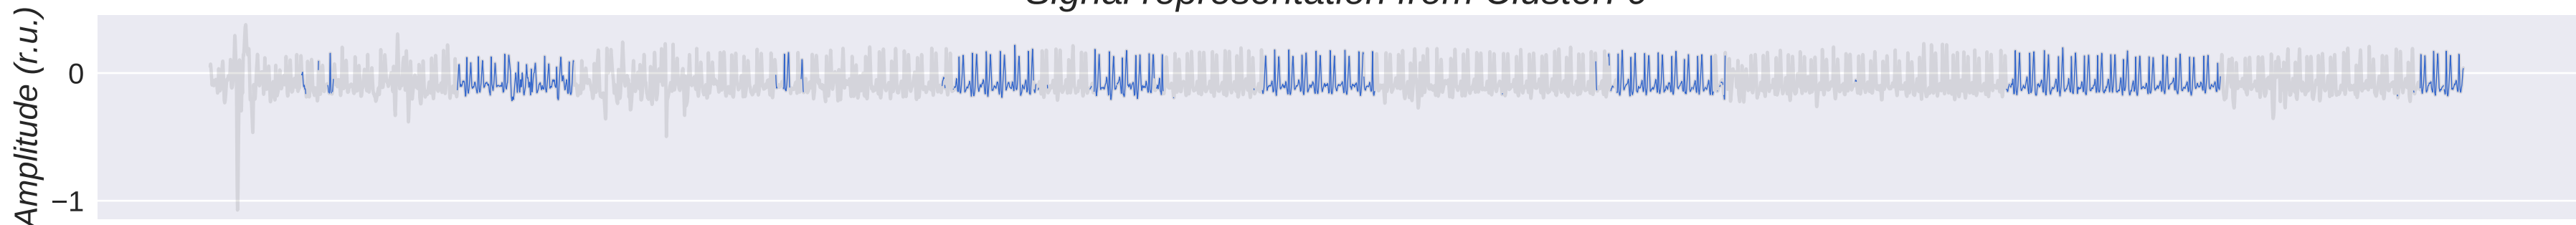 Signal representation from Cluster: 0
Amplitude (r.u.)
0
−1